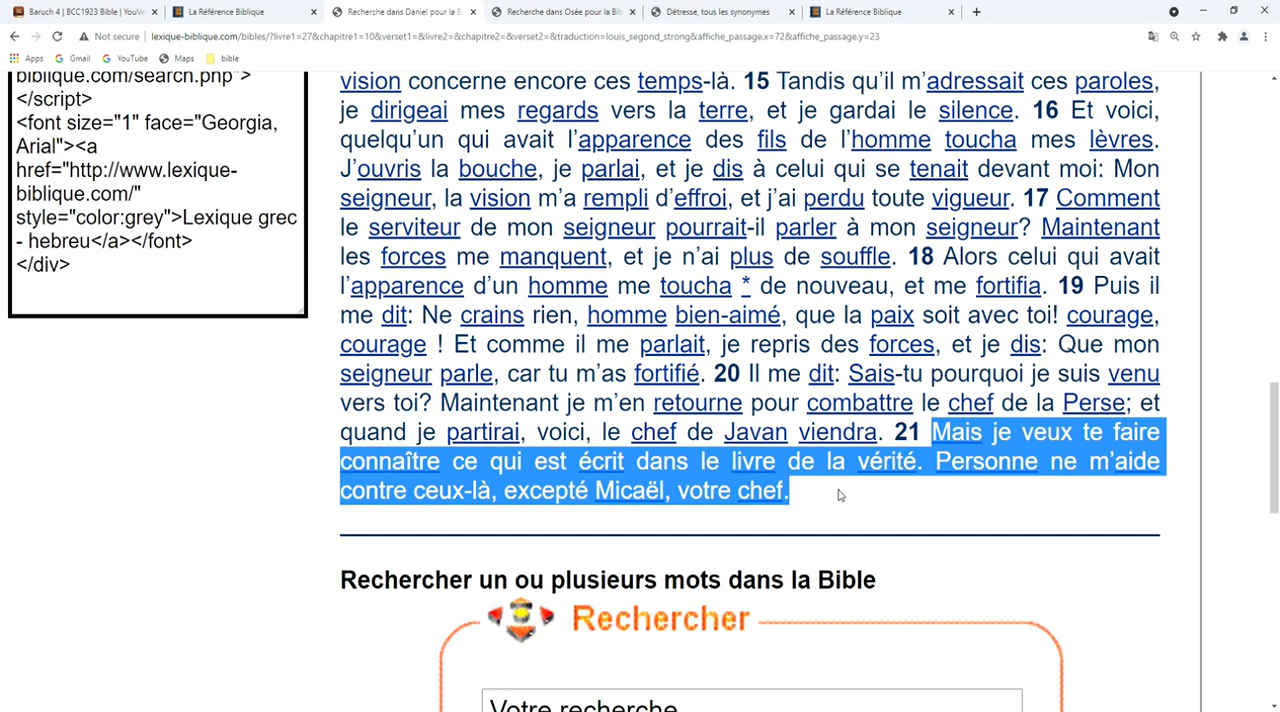 Baruch 4 | BCC1923 Bible | YouVe
La Référence Biblique
Recherche dans Daniel pour la B
Recherche dans Osée pour la Bib
Détresse, tous les synonymes
La Référence Biblique
Not secure | lexique-biblique.com/bibles/?livre1=27&chapitre1=10&verset1=&livre2=&chapitre2=&verset2=&traduction=louis_segond_strong&affiche_passage.x=72&affiche_passage.y=23
Apps Gmail YouTube Maps bible
biblique.com/search.php">
</script>
<font size="1" face="Georgia,
Arial"><a
href="http://www.lexique-
biblique.com/"
style="color:grey">Lexique grec
- hebreu</a></font>
</div>
vision concerne encore ces temps-là. 15 Tandis qu'il m'adressait ces paroles,
je dirigeai mes regards vers la terre, et je gardai le silence. 16 Et voici,
quelqu'un qui avait l'apparence des fils de l'homme toucha mes lèvres.
J'ouvris la bouche, je parlai, et je dis à celui qui se tenait devant moi: Mon
seigneur, la vision m'a rempli d'effroi, et j'ai perdu toute vigueur. 17 Comment
le serviteur de mon seigneur pourrait-il parler à mon seigneur? Maintenant
les forces me manquent, et je n'ai plus de souffle. 18 Alors celui qui avait
l'apparence d'un homme me toucha * de nouveau, et me fortifia. 19 Puis il
me dit: Ne crains rien, homme bien-aimé, que la paix soit avec toi! courage,
courage ! Et comme il me parlait, je repris des forces, et je dis: Que mon
seigneur parle, car tu m'as fortifié. 20 Il me dit: Sais-tu pourquoi je suis venu
vers toi? Maintenant je m'en retourne pour combattre le chef de la Perse; et
quand je partirai, voici, le chef de Javan viendra. 21 Mais je veux te faire
connaître ce qui est écrit dans le livre de la vérité. Personne ne m'aide
contre ceux-là, excepté Micaël, votre chef.
Rechercher un ou plusieurs mots dans la Bible
Rechercher
Votre recherche